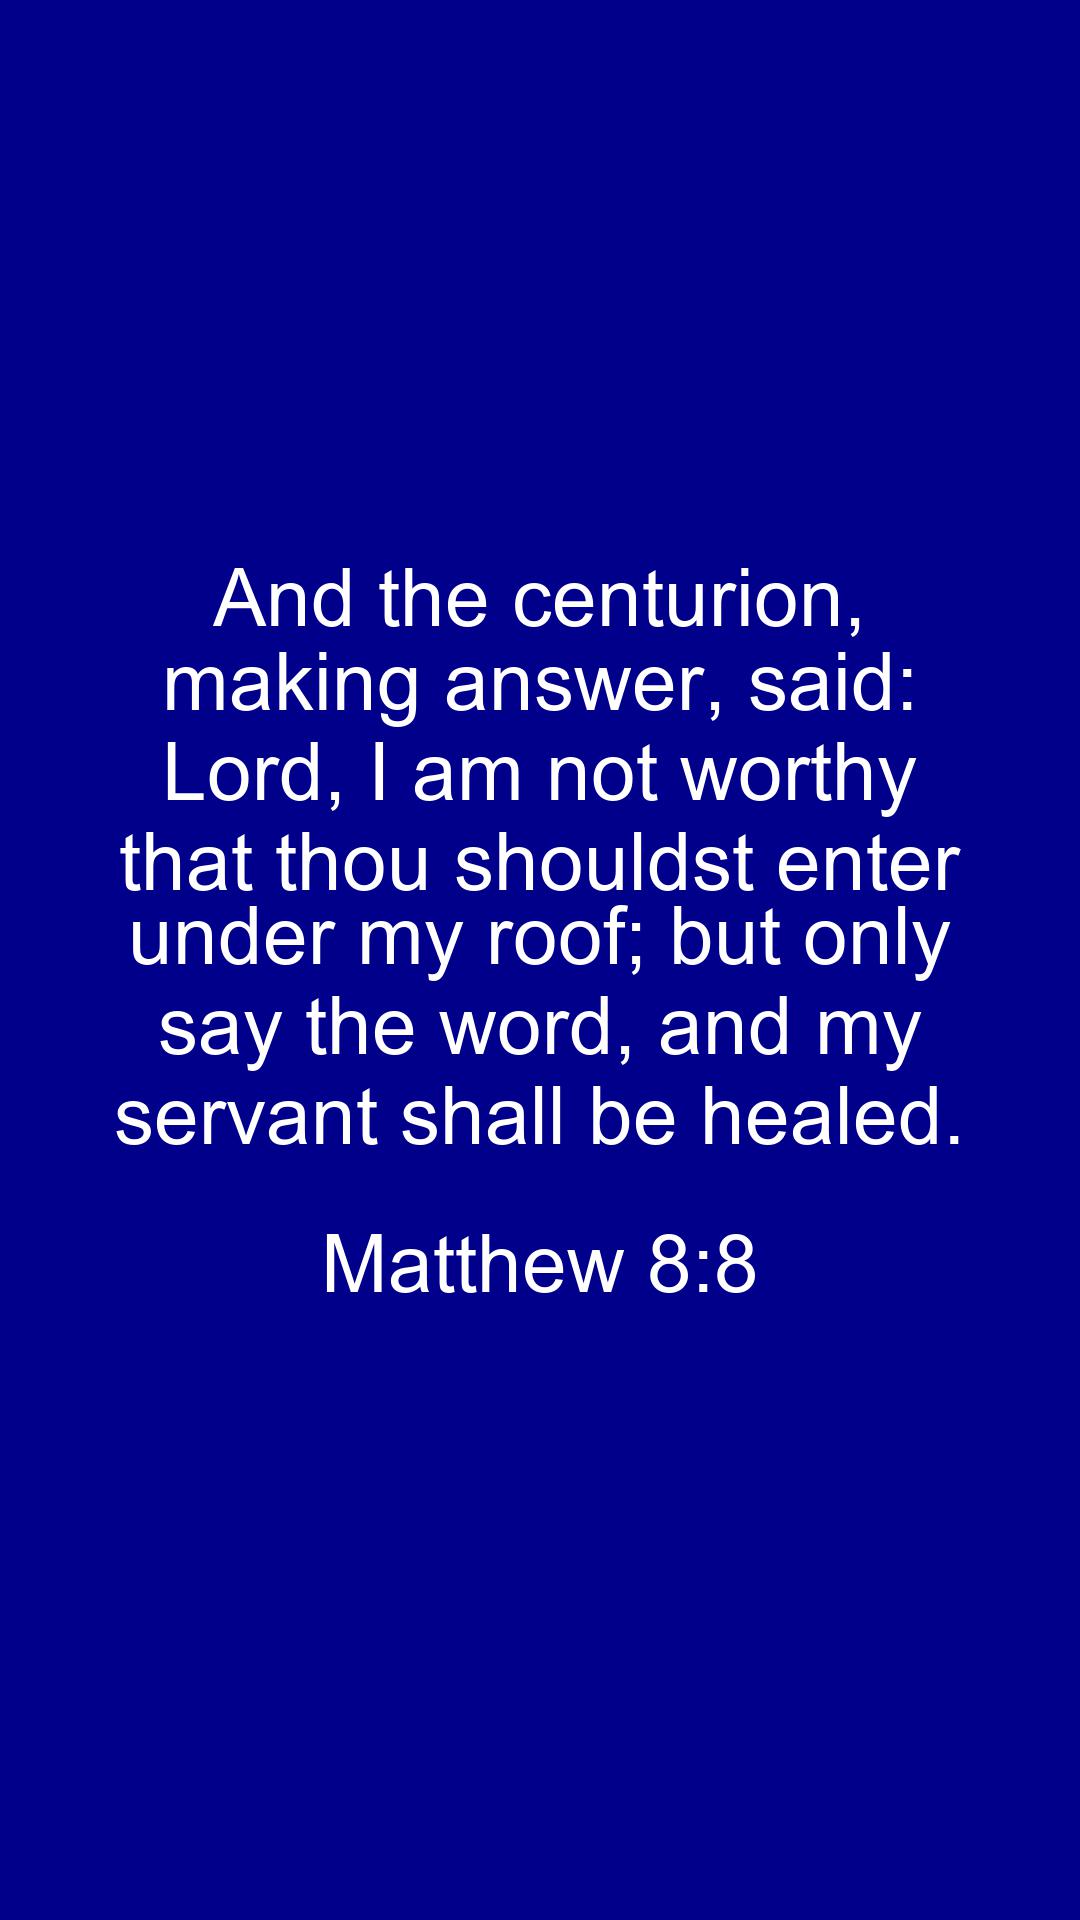 And the centurion,
making answer, said:
Lord, I am not worthy
that thou shouldst enter
under my roof; but only
say the word, and my
servant shall be healed.
Matthew 8:8